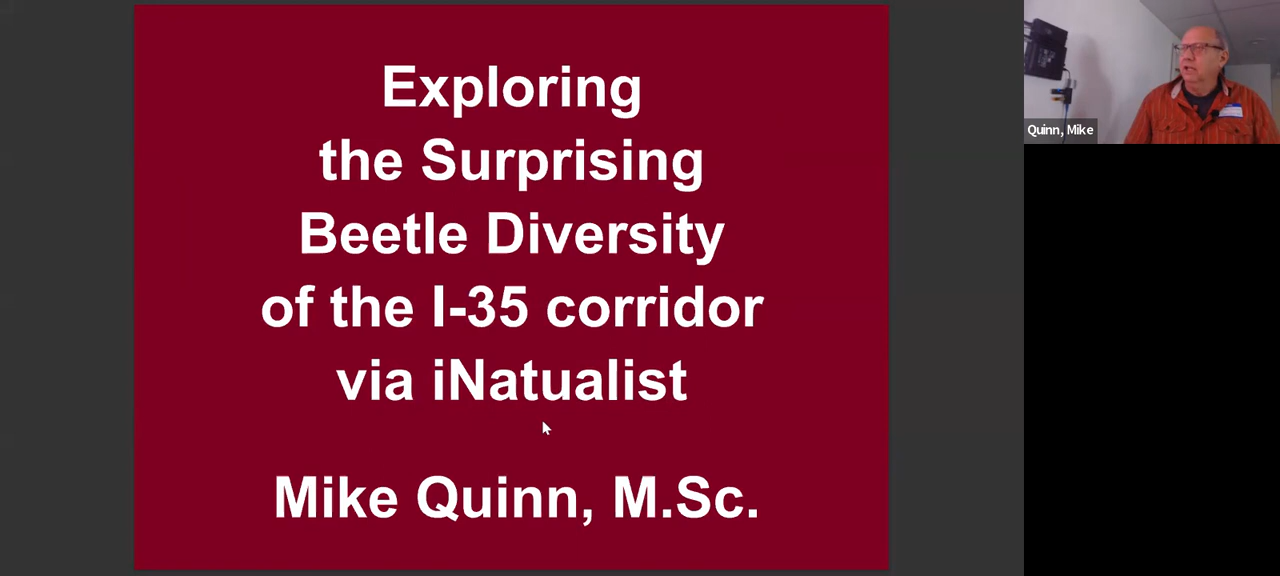 Exploring
the Surprising
Beetle Diversity
of the I-35 corridor
via iNatualist
Mike Quinn, M.Sc.
Quinn, Mike